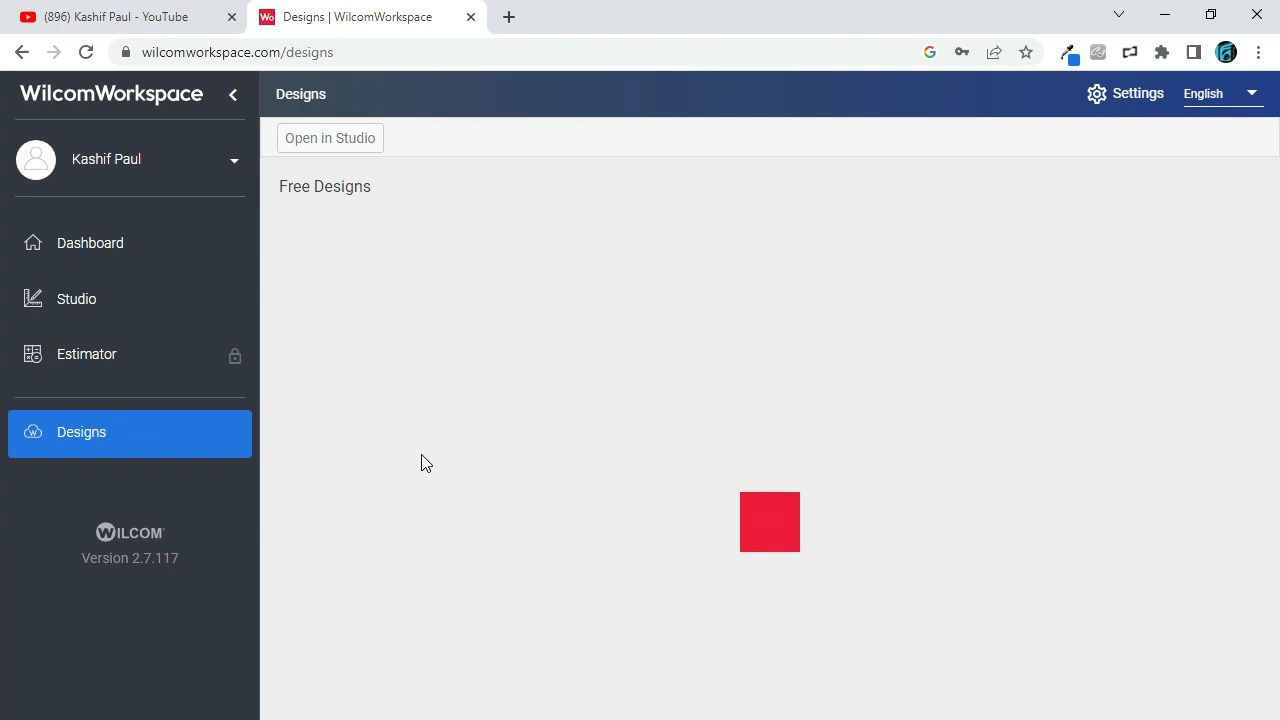 (896) Kashif Paul - YouTube
Designs | WilcomWorkspace
wilcomworkspace.com/designs
WilcomWorkspace
Designs
Settings
English
Kashif Paul
Open in Studio
Free Designs
Dashboard
Studio
Estimator
Designs
WILCOM
Version 2.7.117